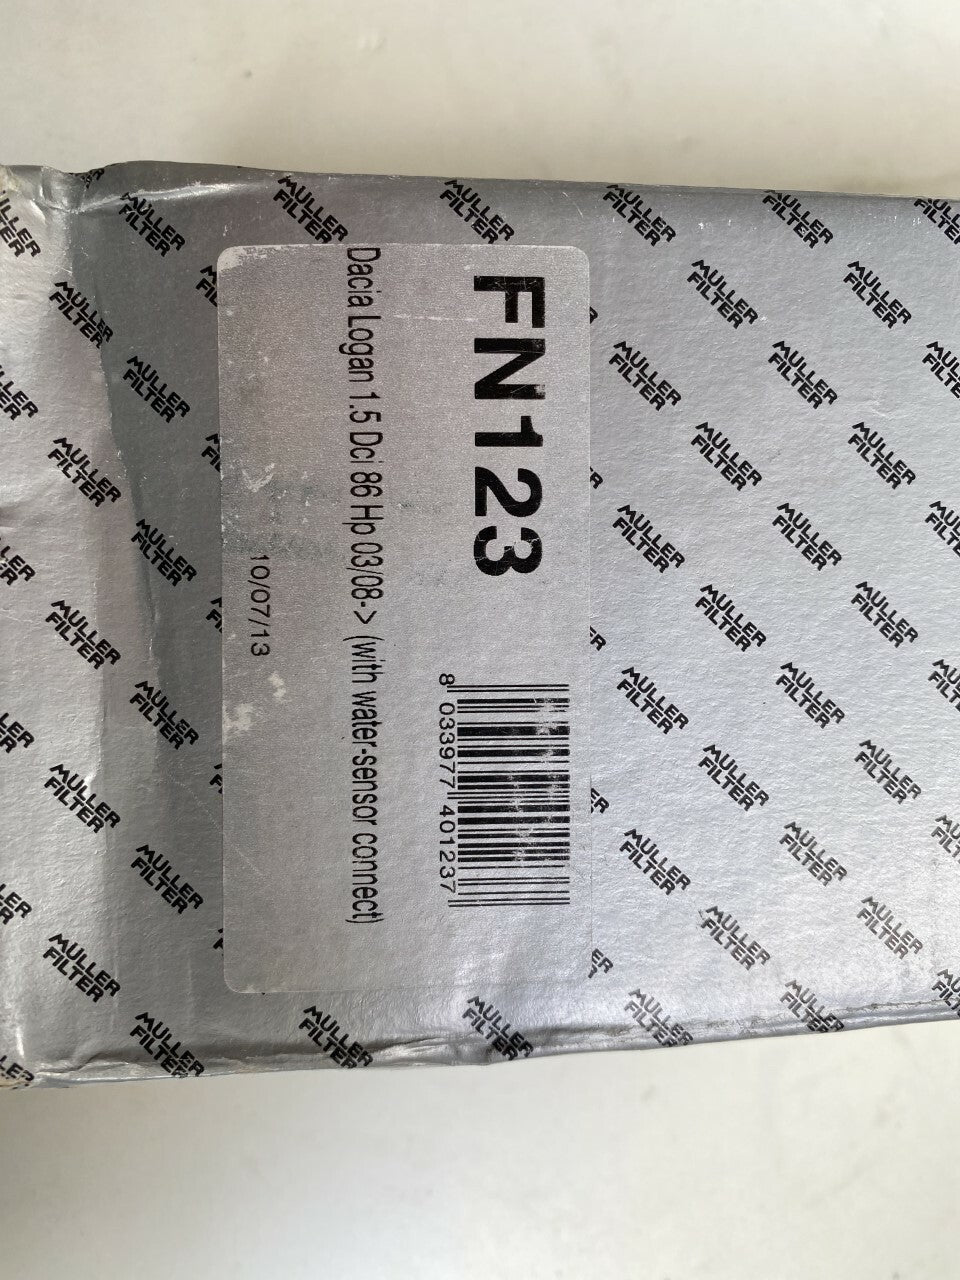 FN123
8 033977 401237
Dacia Logan 1.5 Dci 86 Hp 03/08-> (with water-sensor connect)
10/07/13
MULLER
FILTER